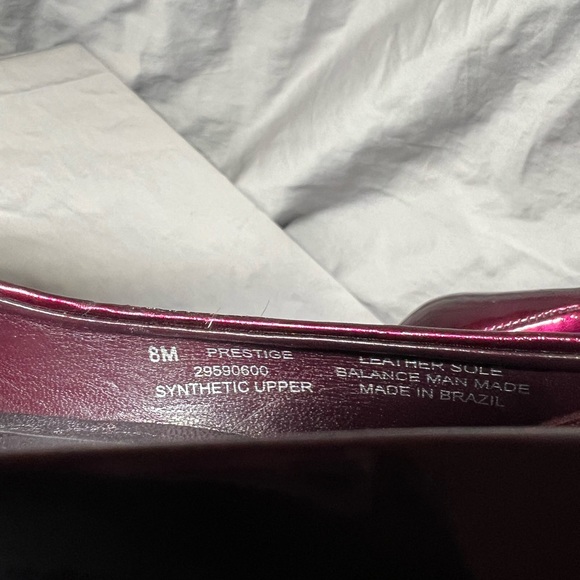 8M PRESTIGE
29590600
SYNTHETIC UPPER
LEATHER SOLE
BALANCE MAN MADE
MADE IN BRAZIL